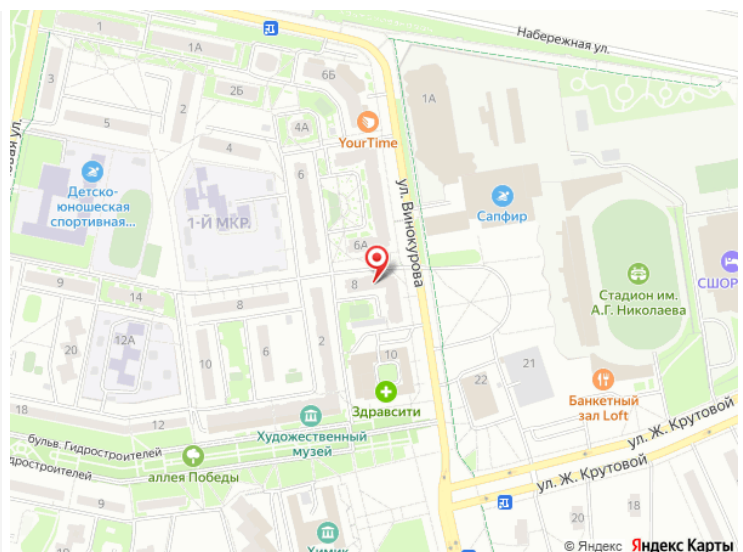 1
1А
Набережная ул.
3
2
2Б
6Б
1А
4А
YourTime
4
6
ул. Винокурова
Детско-
юношеская
спортивная...
1-Й МКР.
Сапфир
6А
8
Стадион им.
А.Г. Николаева
СШОР
9
14
8
12А
20
10
6
2
10
21
22
Здравсити
Банкетный
зал Loft
18
12
Художественный
музей
ул. Ж. Крутовой
бульв. Гидростроителей
дростроителей
аллея Победы
ул. Ж. Крутовой
9
20
18
Химик
© Яндекс Яндекс Карты